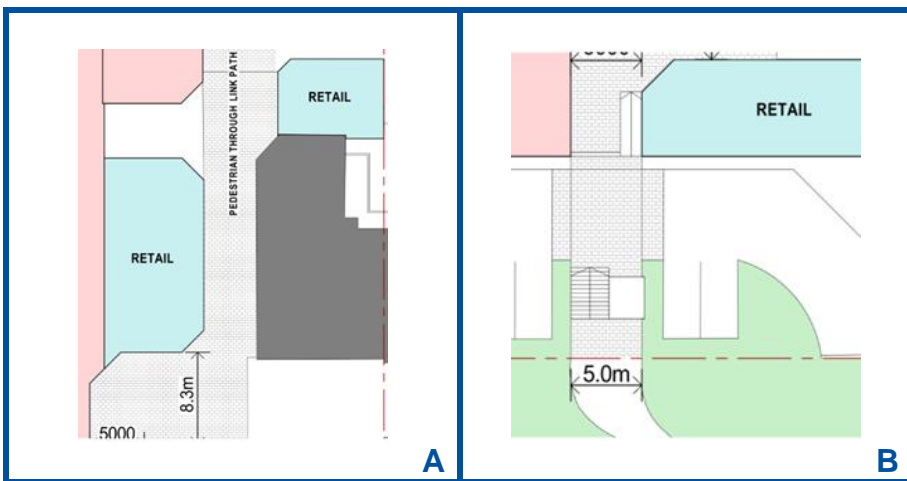 PEDESTRIAN THROUGH LINK PATH
RETAIL
RETAIL
8.3m
5000
A
RETAIL
5.0m
B